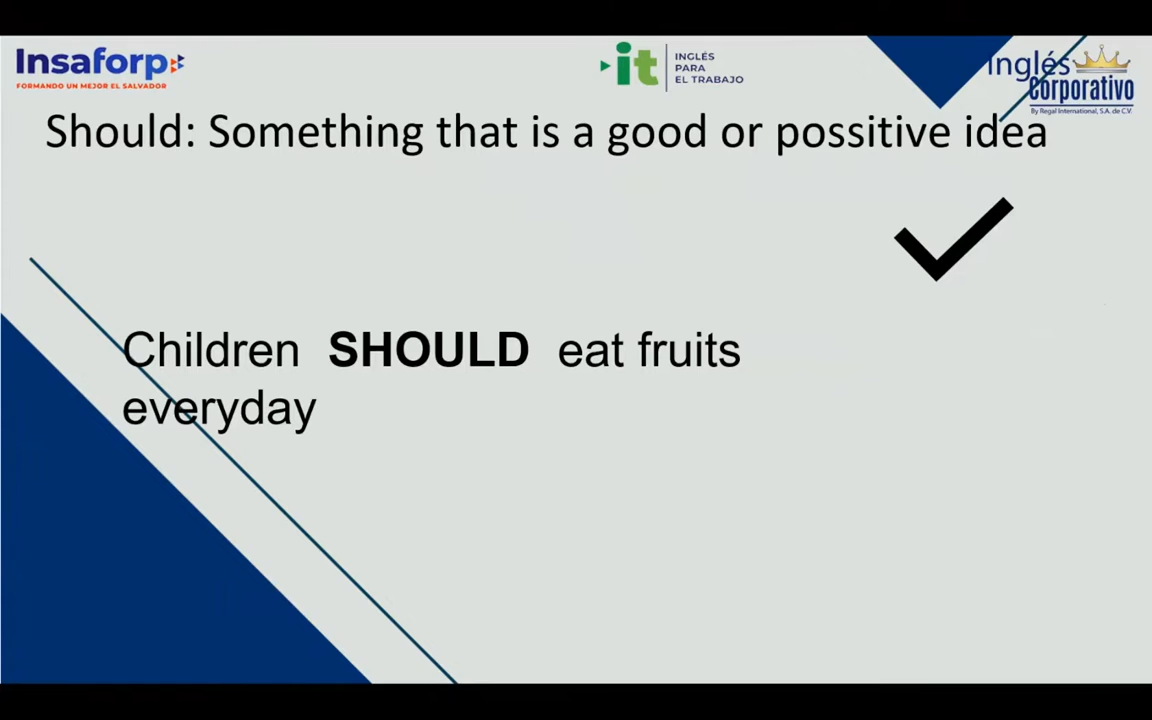 Insaforp
FORMANDO UN MEJOR EL SALVADOR
it
INGLÉS
PARA
EL TRABAJO
Inglés
Corporativo
By Regal International, S.A. de C.V.
Should: Something that is a good or possitive idea
Children SHOULD eat fruits
everyday